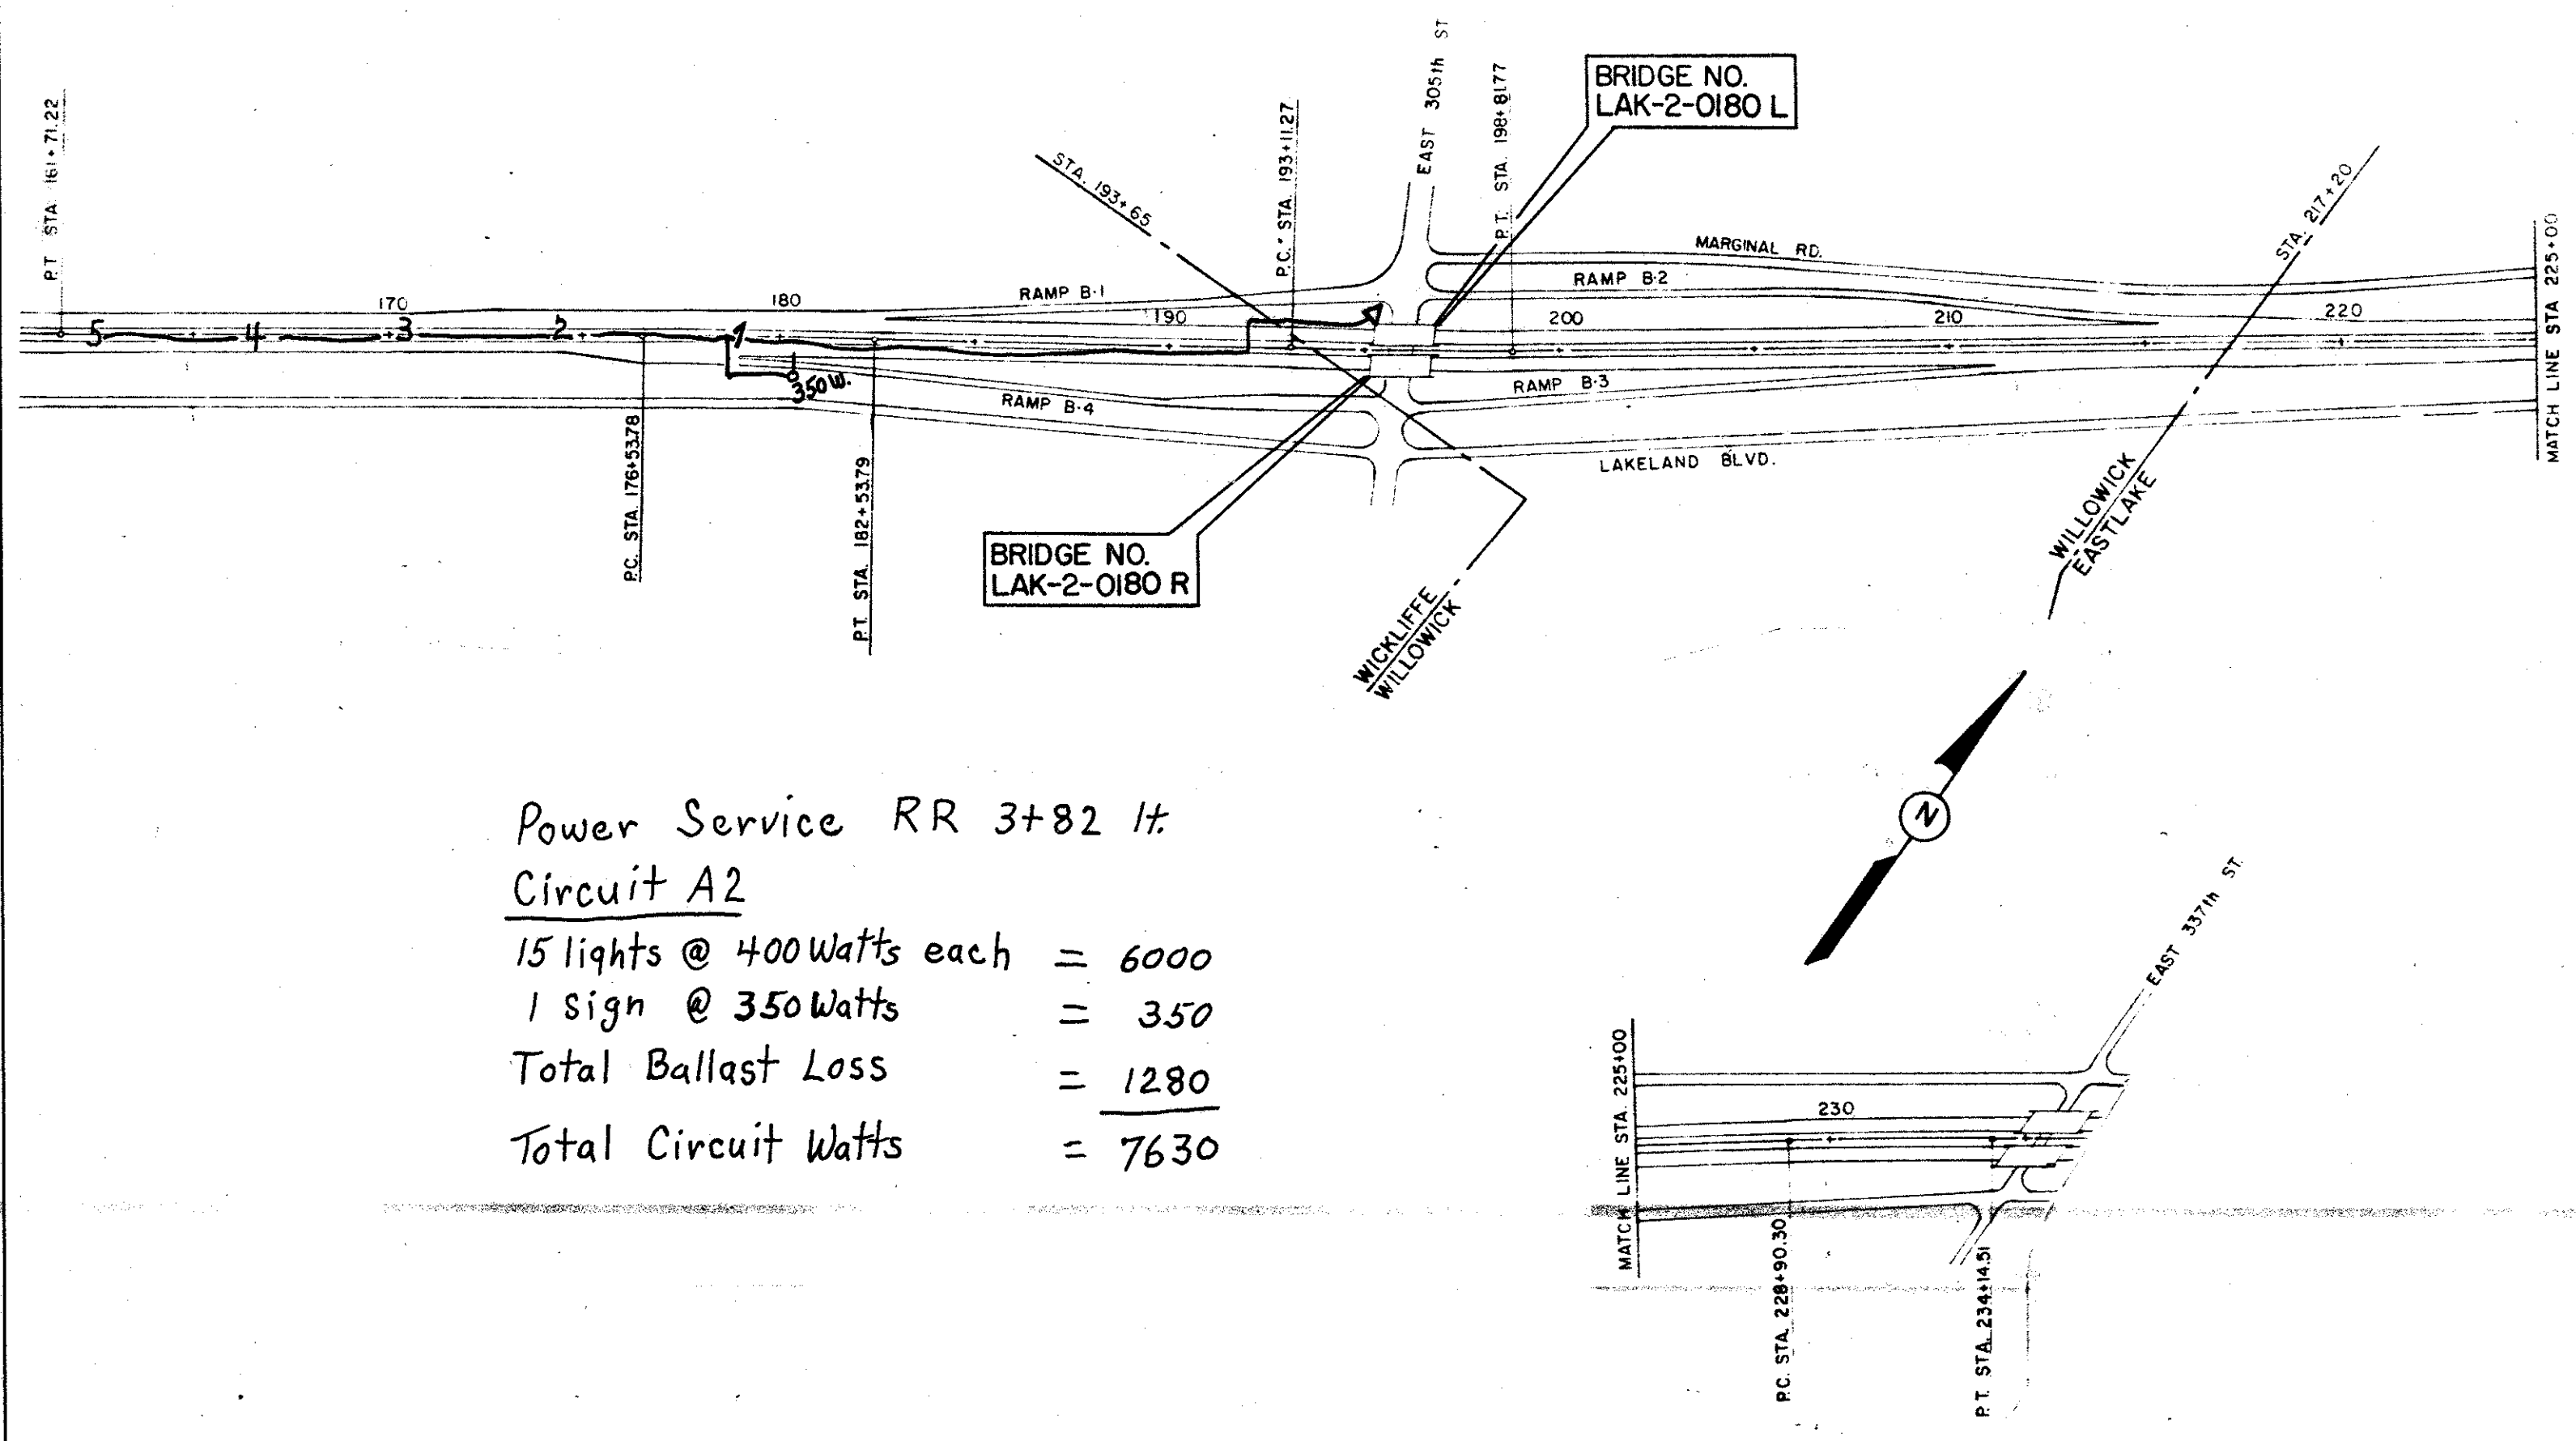 P.T. STA. 161+71.22
STA. 193+65
P.C. STA. 193+11.27
EAST 305th ST
P.T. STA. 198+81.77
BRIDGE NO.
LAK-2-0180 L
STA. 217+20
MATCH LINE STA 225+00
MARGINAL RD.
RAMP B-1
RAMP B-2
170
180
190
200
210
220
5
4
3
2
1
350 W.
RAMP B-4
RAMP B-3
LAKELAND BLVD.
P.C. STA. 176+53.78
P.T. STA. 182+53.79
BRIDGE NO.
LAK-2-0180 R
WICKLIFFE
WILLOWICK
WILLOWICK
EASTLAKE
N
Power Service RR 3+82 lt.
Circuit A2
15 lights @ 400 Watts each = 6000
1 Sign @ 350 Watts = 350
Total Ballast Loss = 1280
Total Circuit Watts = 7630
EAST 337th ST.
MATCH LINE STA. 225+00
230
P.C. STA. 228+90.30
P.T. STA. 234+14.51